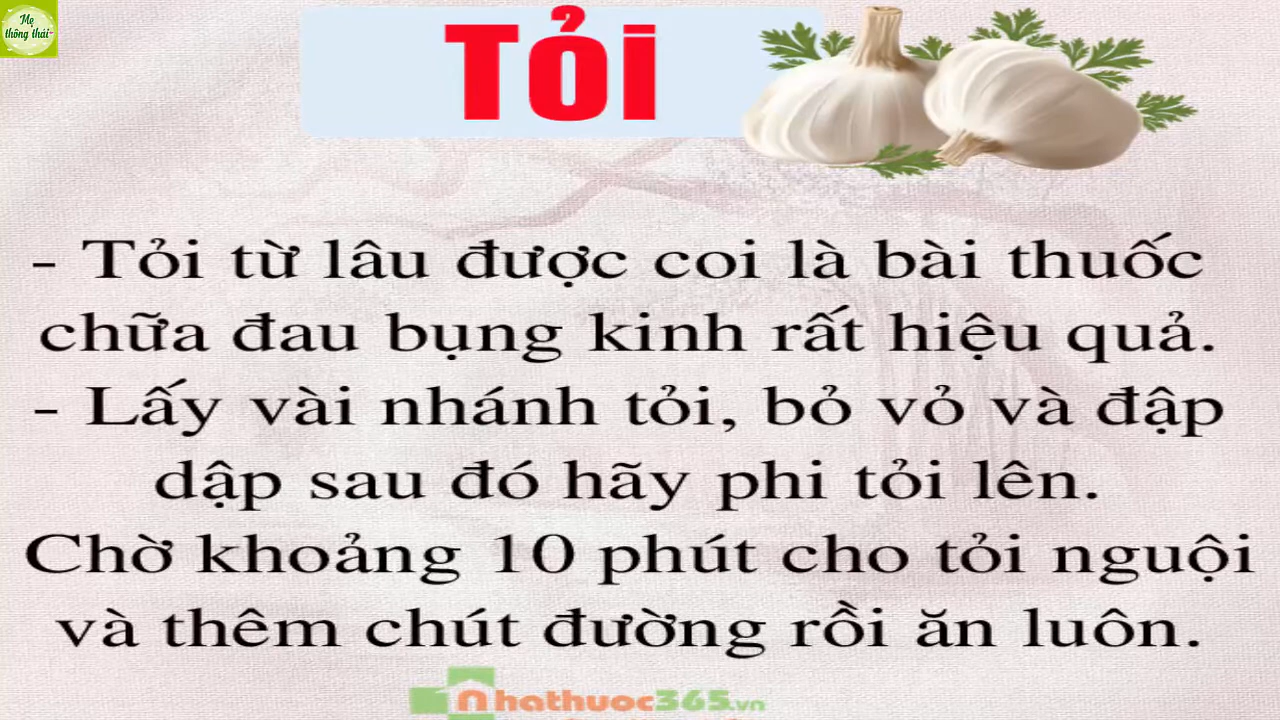 Mẹ
thông thái
Tỏi
- Tỏi từ lâu được coi là bài thuốc
chữa đau bụng kinh rất hiệu quả.
- Lấy vài nhánh tỏi, bỏ vỏ và đập
dập sau đó hãy phi tỏi lên.
Chờ khoảng 10 phút cho tỏi nguội
và thêm chút đường rồi ăn luôn.
nhathuoc365.vn